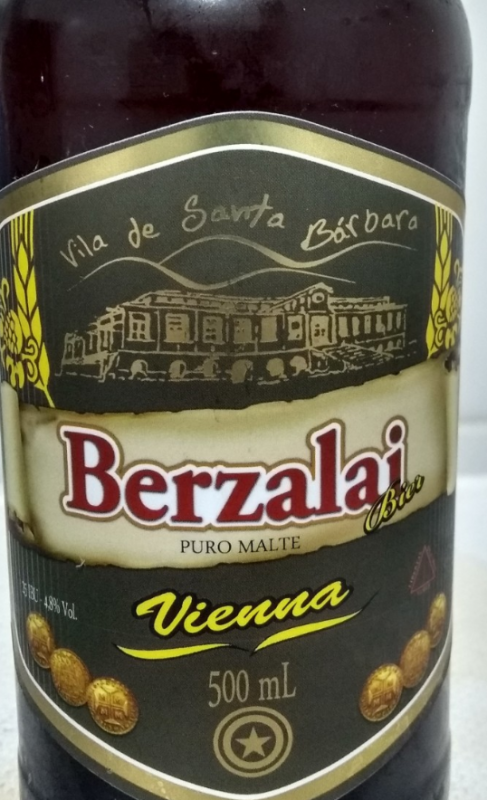 Vila de Santa Bárbara
Berzalai
Bier
PURO MALTE
Vienna
4,8% Vol.
500 mL